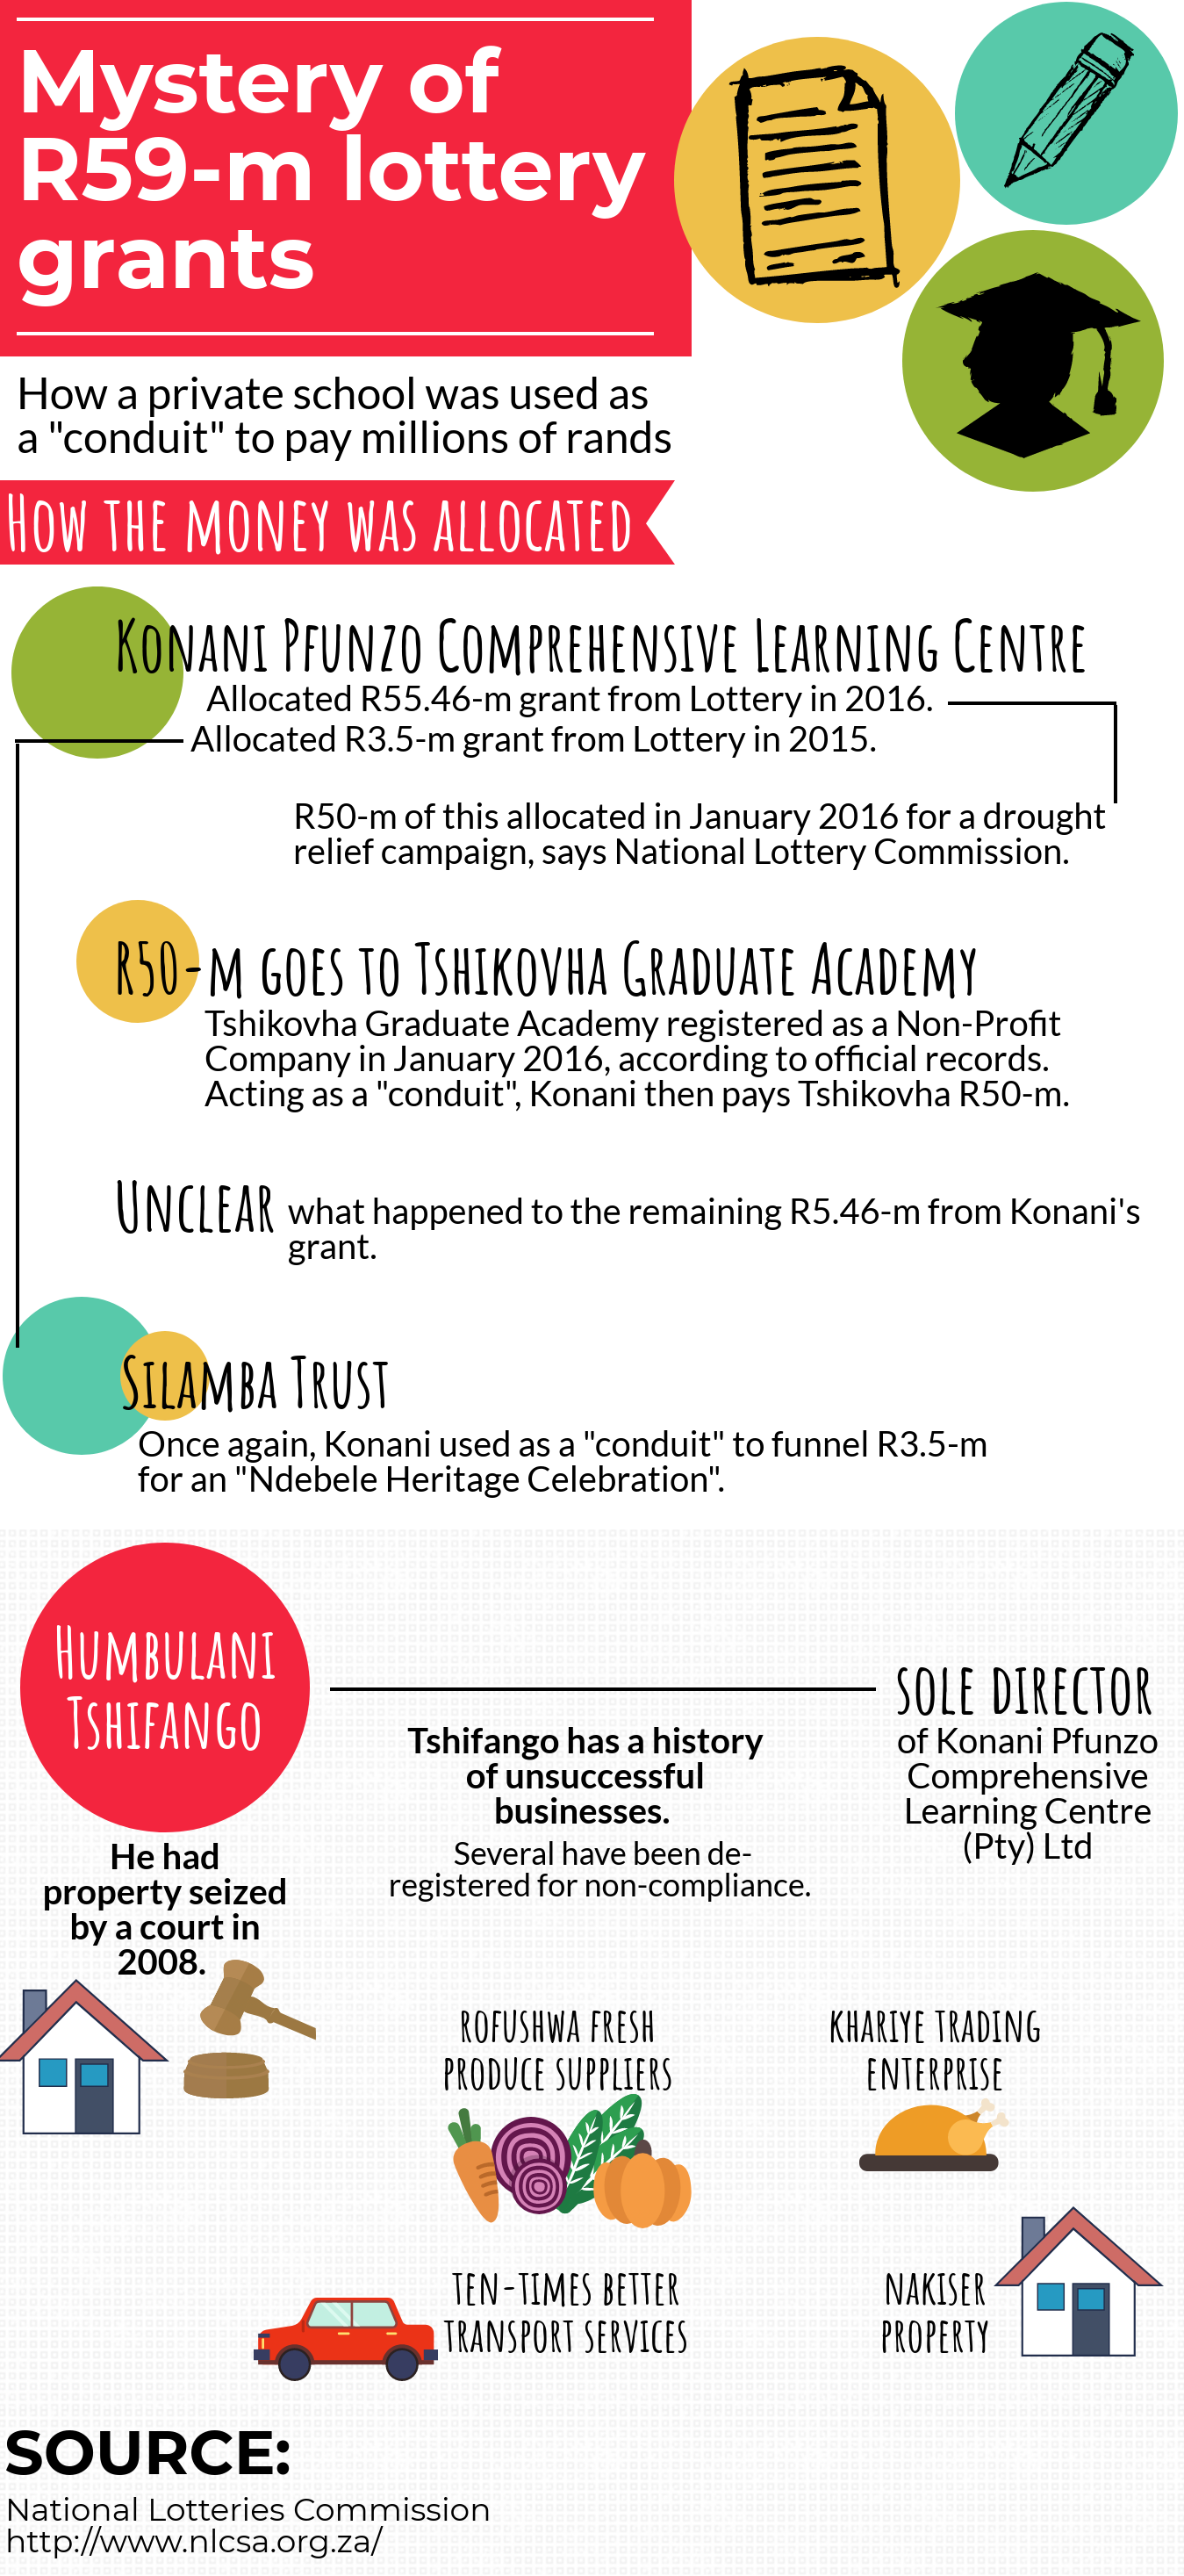 Mystery of
R59-m lottery
grants
How a private school was used as
a "conduit" to pay millions of rands
How the money was allocated
Konani Pfunzo Comprehensive Learning Centre
Allocated R55.46-m grant from Lottery in 2016.
Allocated R3.5-m grant from Lottery in 2015.
R50-m of this allocated in January 2016 for a drought
relief campaign, says National Lottery Commission.
R50-m goes to Tshikovha Graduate Academy
Tshikovha Graduate Academy registered as a Non-Profit
Company in January 2016, according to official records.
Acting as a "conduit", Konani then pays Tshikovha R50-m.
Unclear what happened to the remaining R5.46-m from Konani's
grant.
Silamba Trust
Once again, Konani used as a "conduit" to funnel R3.5-m
for an "Ndebele Heritage Celebration".
Humbulani
Tshifango
He had
property seized
by a court in
2008.
Tshifango has a history
of unsuccessful
businesses.
Several have been de-
registered for non-compliance.
sole director
of Konani Pfunzo
Comprehensive
Learning Centre
(Pty) Ltd
rofushwa fresh
produce suppliers
khariye trading
enterprise
ten-times better
transport services
nakiser
property
SOURCE:
National Lotteries Commission
http://www.nlcsa.org.za/